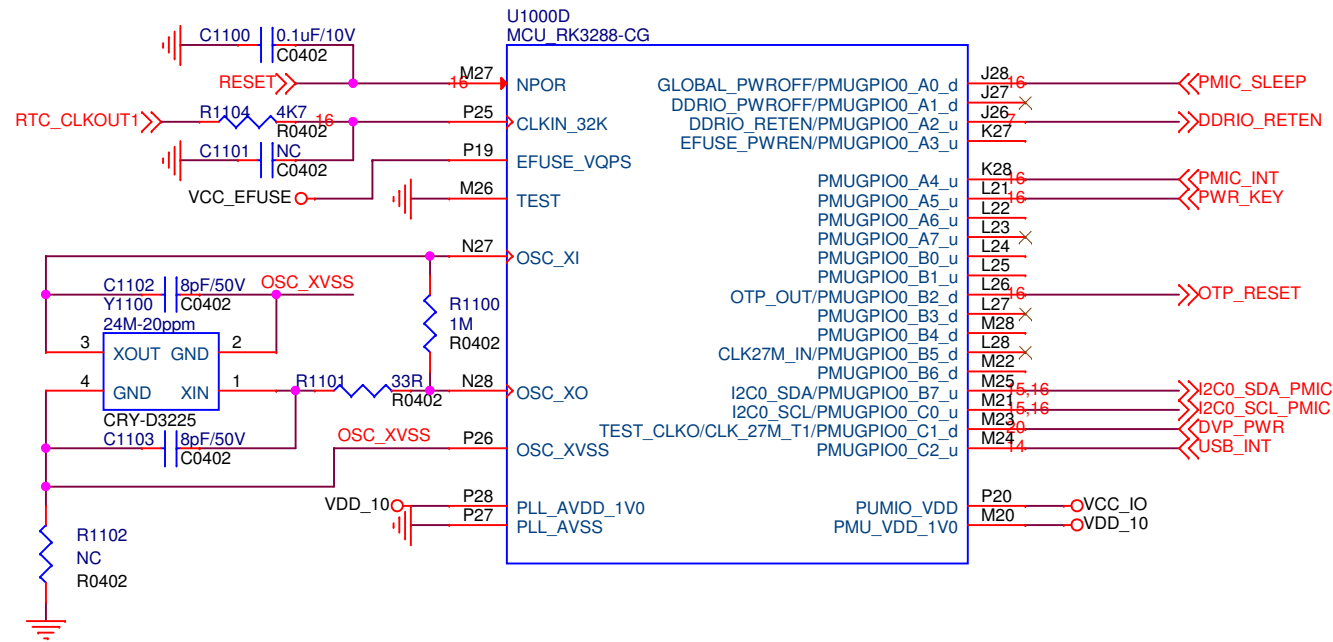 U1000D
MCU_RK3288-CG
C1100 0.1uF/10V
C0402
RESET 16 M27 NPOR
RTC_CLKOUT1 R1104 4K7 16 P25 CLKIN_32K
R0402
C1101 NC
C0402
P19 EFUSE_VQPS
VCC_EFUSE
M26 TEST
N27 OSC_XI
C1102 8pF/50V OSC_XVSS
C0402
Y1100
24M-20ppm
3 XOUT GND 2
4 GND XIN 1
CRY-D3225
R1100
1M
R0402
R1101 33R N28 OSC_XO
R0402
C1103 8pF/50V
C0402
OSC_XVSS P26 OSC_XVSS
VDD_10 P28 PLL_AVDD_1V0
P27 PLL_AVSS
R1102
NC
R0402
GLOBAL_PWROFF/PMUGPIO0_A0_d J28 16 PMIC_SLEEP
DDRIO_PWROFF/PMUGPIO0_A1_d J27
DDRIO_RETEN/PMUGPIO0_A2_u J26 7 DDRIO_RETEN
EFUSE_PWREN/PMUGPIO0_A3_u K27
PMUGPIO0_A4_u K28 16 PMIC_INT
PMUGPIO0_A5_u L21 16 PWR_KEY
PMUGPIO0_A6_u L22
PMUGPIO0_A7_u L23
PMUGPIO0_B0_u L24
PMUGPIO0_B1_u L25
OTP_OUT/PMUGPIO0_B2_d L26 16 OTP_RESET
PMUGPIO0_B3_d L27
PMUGPIO0_B4_d M28
CLK27M_IN/PMUGPIO0_B5_d L28
PMUGPIO0_B6_d M22
I2C0_SDA/PMUGPIO0_B7_u M25 15,16 I2C0_SDA_PMIC
I2C0_SCL/PMUGPIO0_C0_u M21 15,16 I2C0_SCL_PMIC
TEST_CLKO/CLK_27M_T1/PMUGPIO0_C1_d M23 20 DVP_PWR
PMUGPIO0_C2_u M24 14 USB_INT
PUMIO_VDD P20 VCC_IO
PMU_VDD_1V0 M20 VDD_10